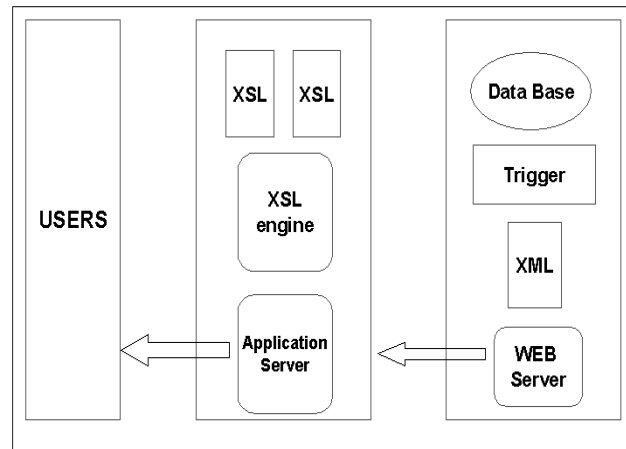 USERS
XSL
XSL
XSL
engine
Application
Server
Data Base
Trigger
XML
WEB
Server